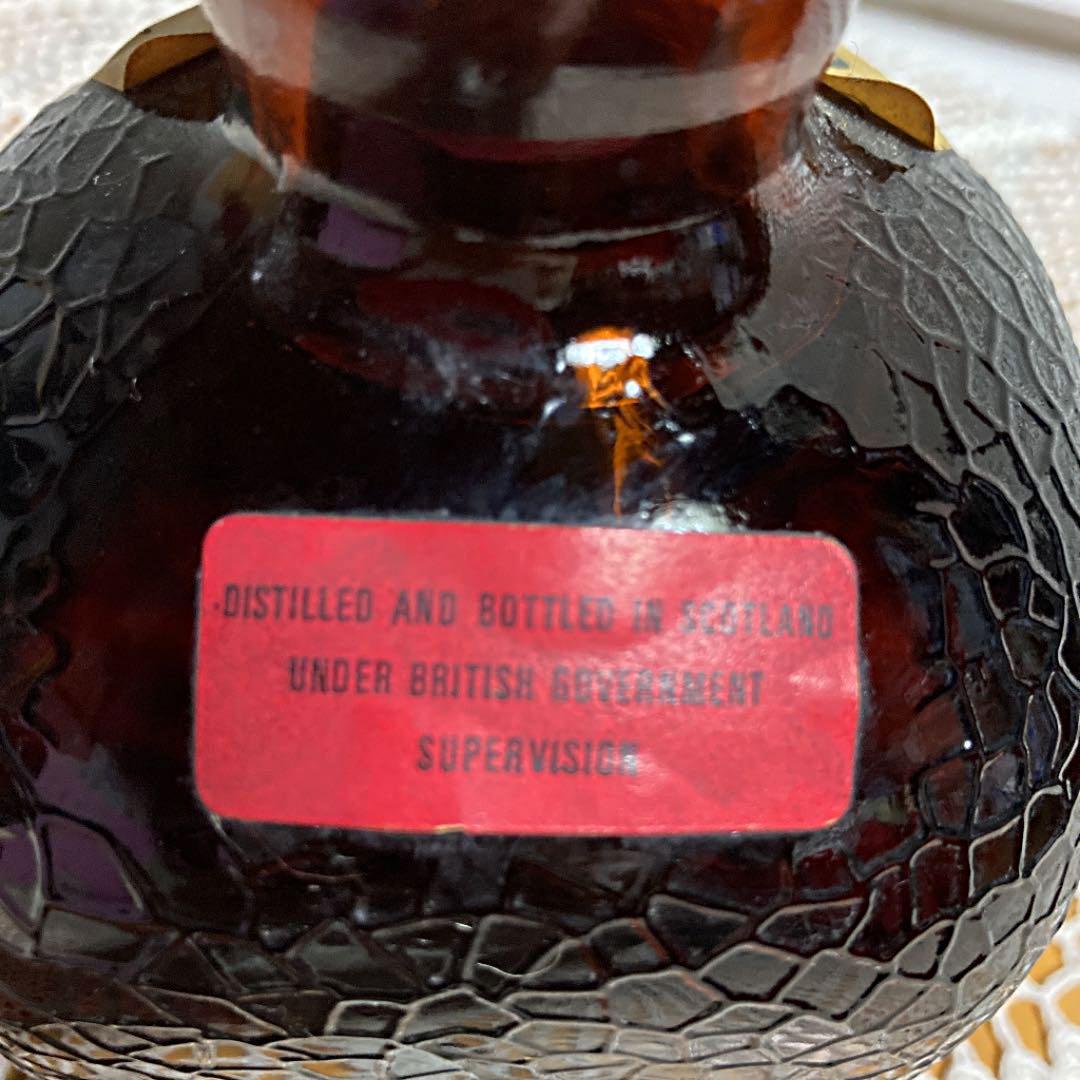 DISTILLED AND BOTTLED IN SCOTLAND
UNDER BRITISH GOVERNMENT
SUPERVISION